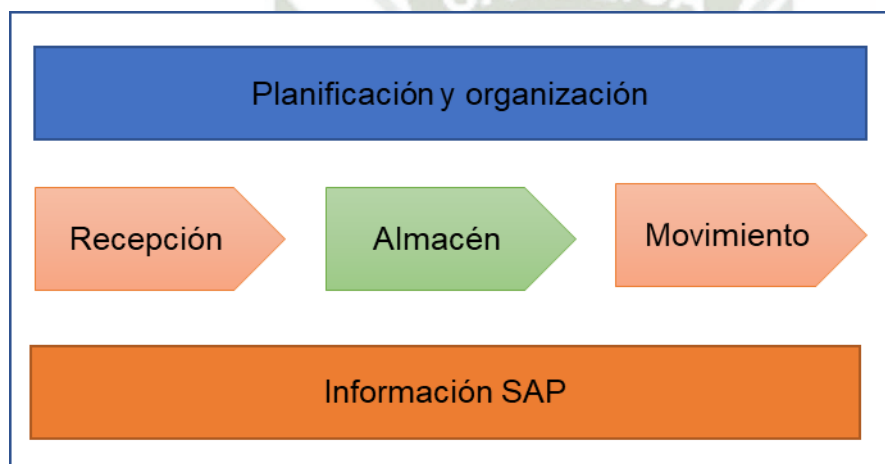 Planificación y organización
Recepción
Almacén
Movimiento
Información SAP